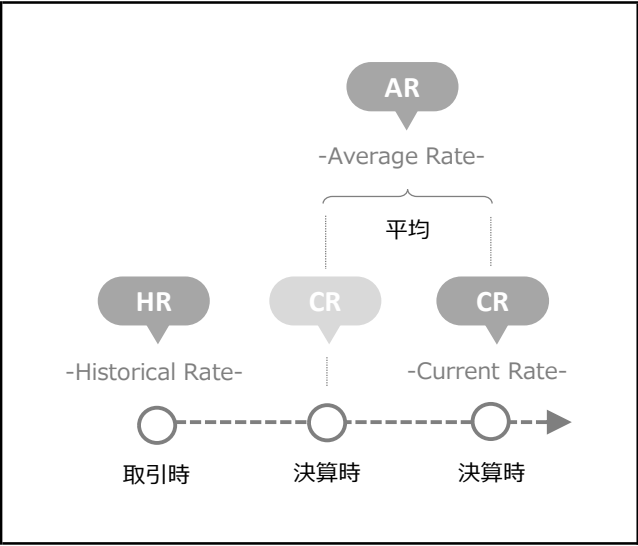 AR
-Average Rate-
平均
HR
CR
CR
-Historical Rate-
-Current Rate-
取引時
決算時
決算時